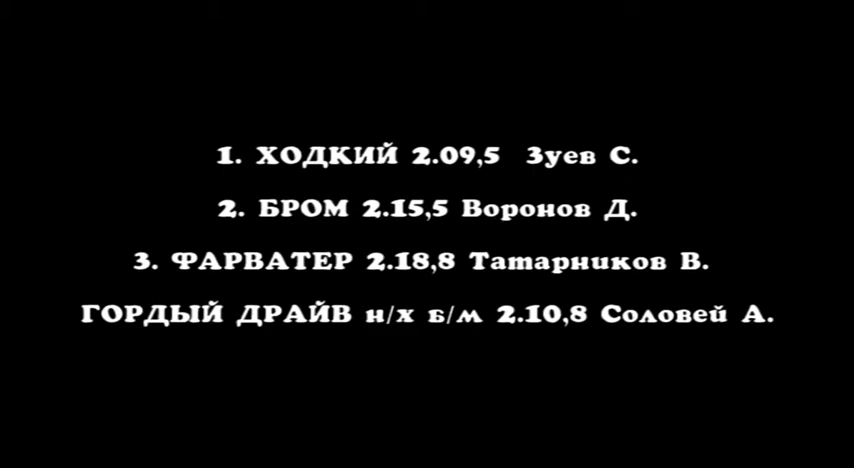 1. ХОДКИЙ 2.09,5 Зуев С.
2. БРОМ 2.15,5 Воронов Д.
3. ФАРВАТЕР 2.18,8 Татарников В.
ГОРДЫЙ ДРАЙВ н/х б/м 2.10,8 Соловей А.